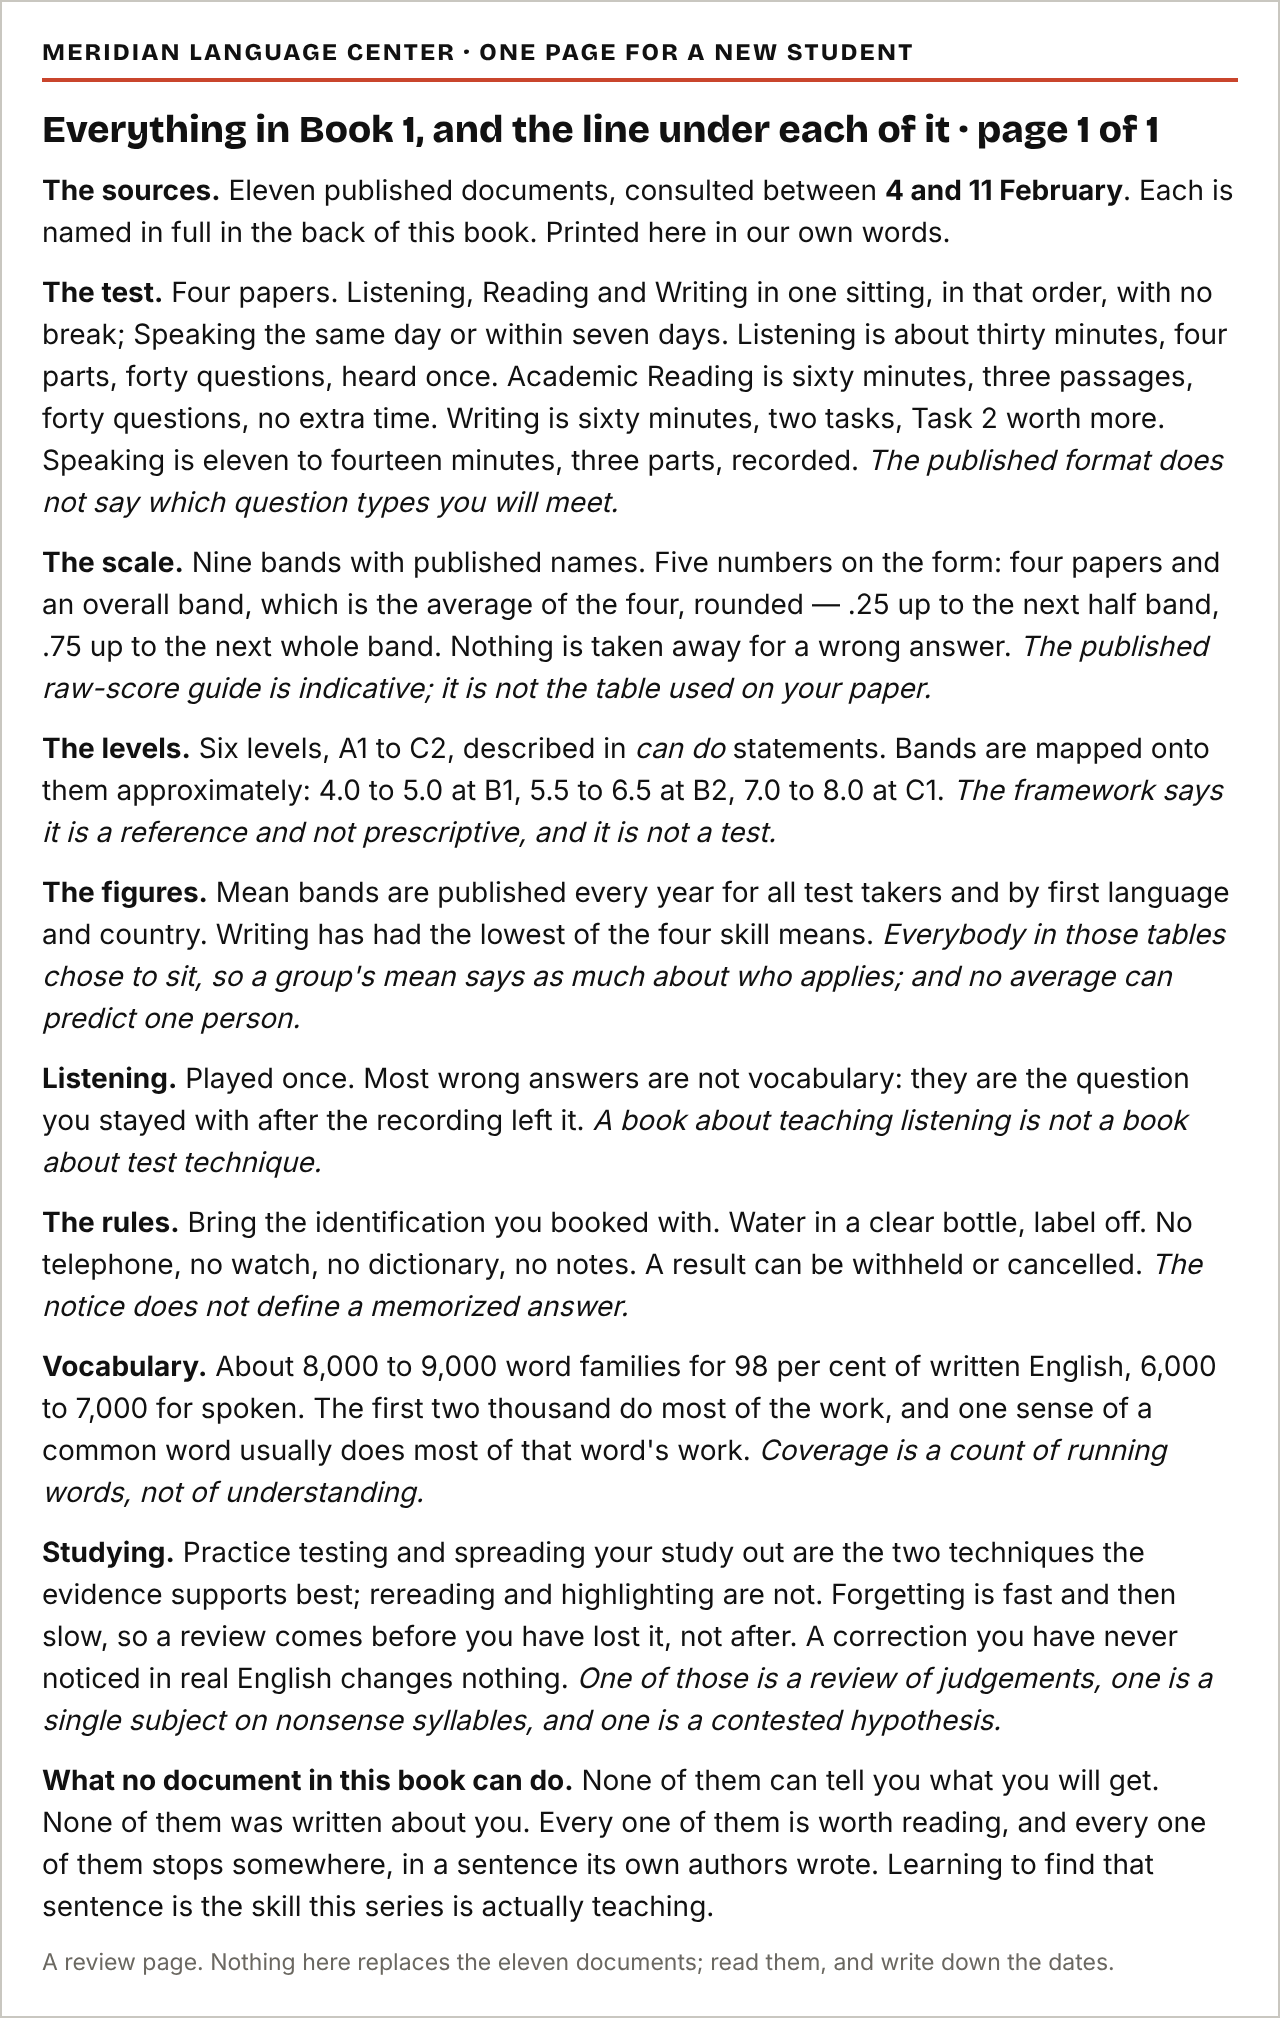 MERIDIAN LANGUAGE CENTER · ONE PAGE FOR A NEW STUDENT
Everything in Book 1, and the line under each of it · page 1 of 1
The sources. Eleven published documents, consulted between 4 and 11 February. Each is
named in full in the back of this book. Printed here in our own words.
The test. Four papers. Listening, Reading and Writing in one sitting, in that order, with no
break; Speaking the same day or within seven days. Listening is about thirty minutes, four
parts, forty questions, heard once. Academic Reading is sixty minutes, three passages,
forty questions, no extra time. Writing is sixty minutes, two tasks, Task 2 worth more.
Speaking is eleven to fourteen minutes, three parts, recorded. The published format does
not say which question types you will meet.
The scale. Nine bands with published names. Five numbers on the form: four papers and
an overall band, which is the average of the four, rounded — .25 up to the next half band,
.75 up to the next whole band. Nothing is taken away for a wrong answer. The published
raw-score guide is indicative; it is not the table used on your paper.
The levels. Six levels, A1 to C2, described in can do statements. Bands are mapped onto
them approximately: 4.0 to 5.0 at B1, 5.5 to 6.5 at B2, 7.0 to 8.0 at C1. The framework says
it is a reference and not prescriptive, and it is not a test.
The figures. Mean bands are published every year for all test takers and by first language
and country. Writing has had the lowest of the four skill means. Everybody in those tables
chose to sit, so a group's mean says as much about who applies; and no average can
predict one person.
Listening. Played once. Most wrong answers are not vocabulary: they are the question
you stayed with after the recording left it. A book about teaching listening is not a book
about test technique.
The rules. Bring the identification you booked with. Water in a clear bottle, label off. No
telephone, no watch, no dictionary, no notes. A result can be withheld or cancelled. The
notice does not define a memorized answer.
Vocabulary. About 8,000 to 9,000 word families for 98 per cent of written English, 6,000
to 7,000 for spoken. The first two thousand do most of the work, and one sense of a
common word usually does most of that word's work. Coverage is a count of running
words, not of understanding.
Studying. Practice testing and spreading your study out are the two techniques the
evidence supports best; rereading and highlighting are not. Forgetting is fast and then
slow, so a review comes before you have lost it, not after. A correction you have never
noticed in real English changes nothing. One of those is a review of judgements, one is a
single subject on nonsense syllables, and one is a contested hypothesis.
What no document in this book can do. None of them can tell you what you will get.
None of them was written about you. Every one of them is worth reading, and every one
of them stops somewhere, in a sentence its own authors wrote. Learning to find that
sentence is the skill this series is actually teaching.
A review page. Nothing here replaces the eleven documents; read them, and write down the dates.